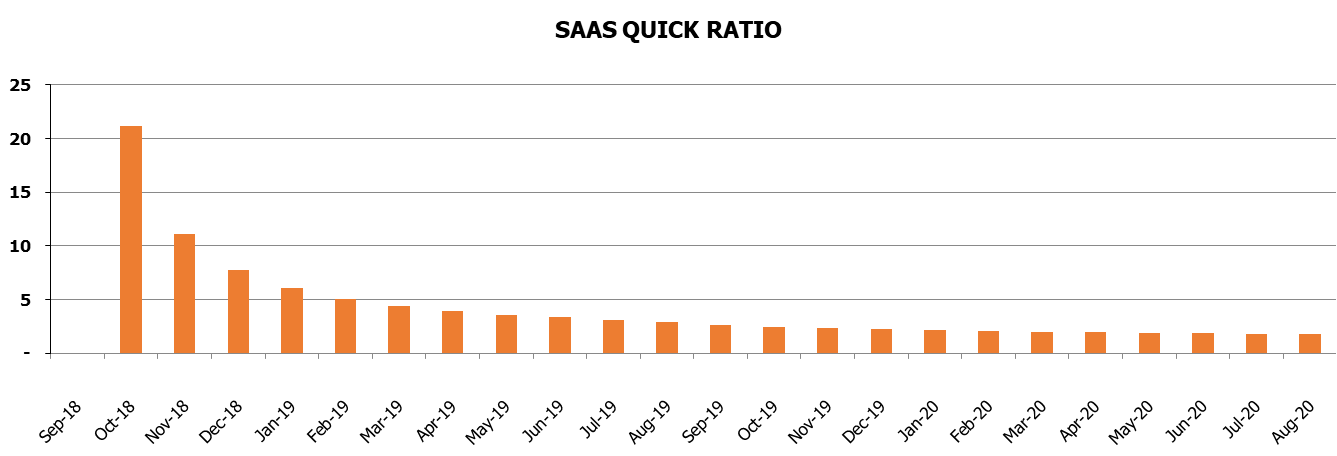 SAAS QUICK RATIO
25
20
15
10
5
-
Sep-18
Oct-18
Nov-18
Dec-18
Jan-19
Feb-19
Mar-19
Apr-19
May-19
Jun-19
Jul-19
Aug-19
Sep-19
Oct-19
Nov-19
Dec-19
Jan-20
Feb-20
Mar-20
Apr-20
May-20
Jun-20
Jul-20
Aug-20